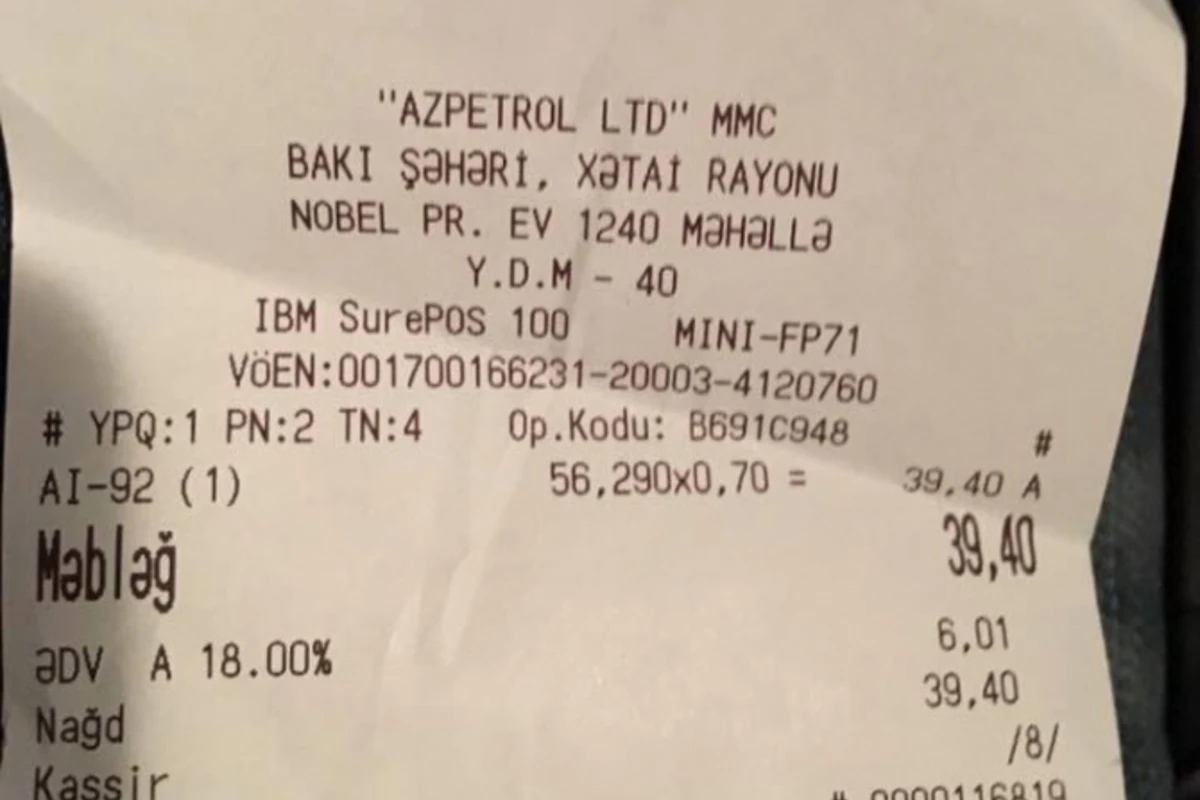 "AZPETROL LTD" MMC
BAKI ŞƏHƏRİ, XƏTAİ RAYONU
NOBEL PR. EV 1240 MƏHƏLLƏ
Y.D.M - 40
IBM SurePOS 100 MINI-FP71
VÖEN:001700166231-20003-4120760
# YPQ:1 PN:2 TN:4 Op.Kodu: B691C948 #
AI-92 (1) 56,290x0,70 = 39,40 A
Məbləğ 39,40
ƏDV A 18.00% 6,01
Nağd 39,40
Kassir /8/
# 0000116819